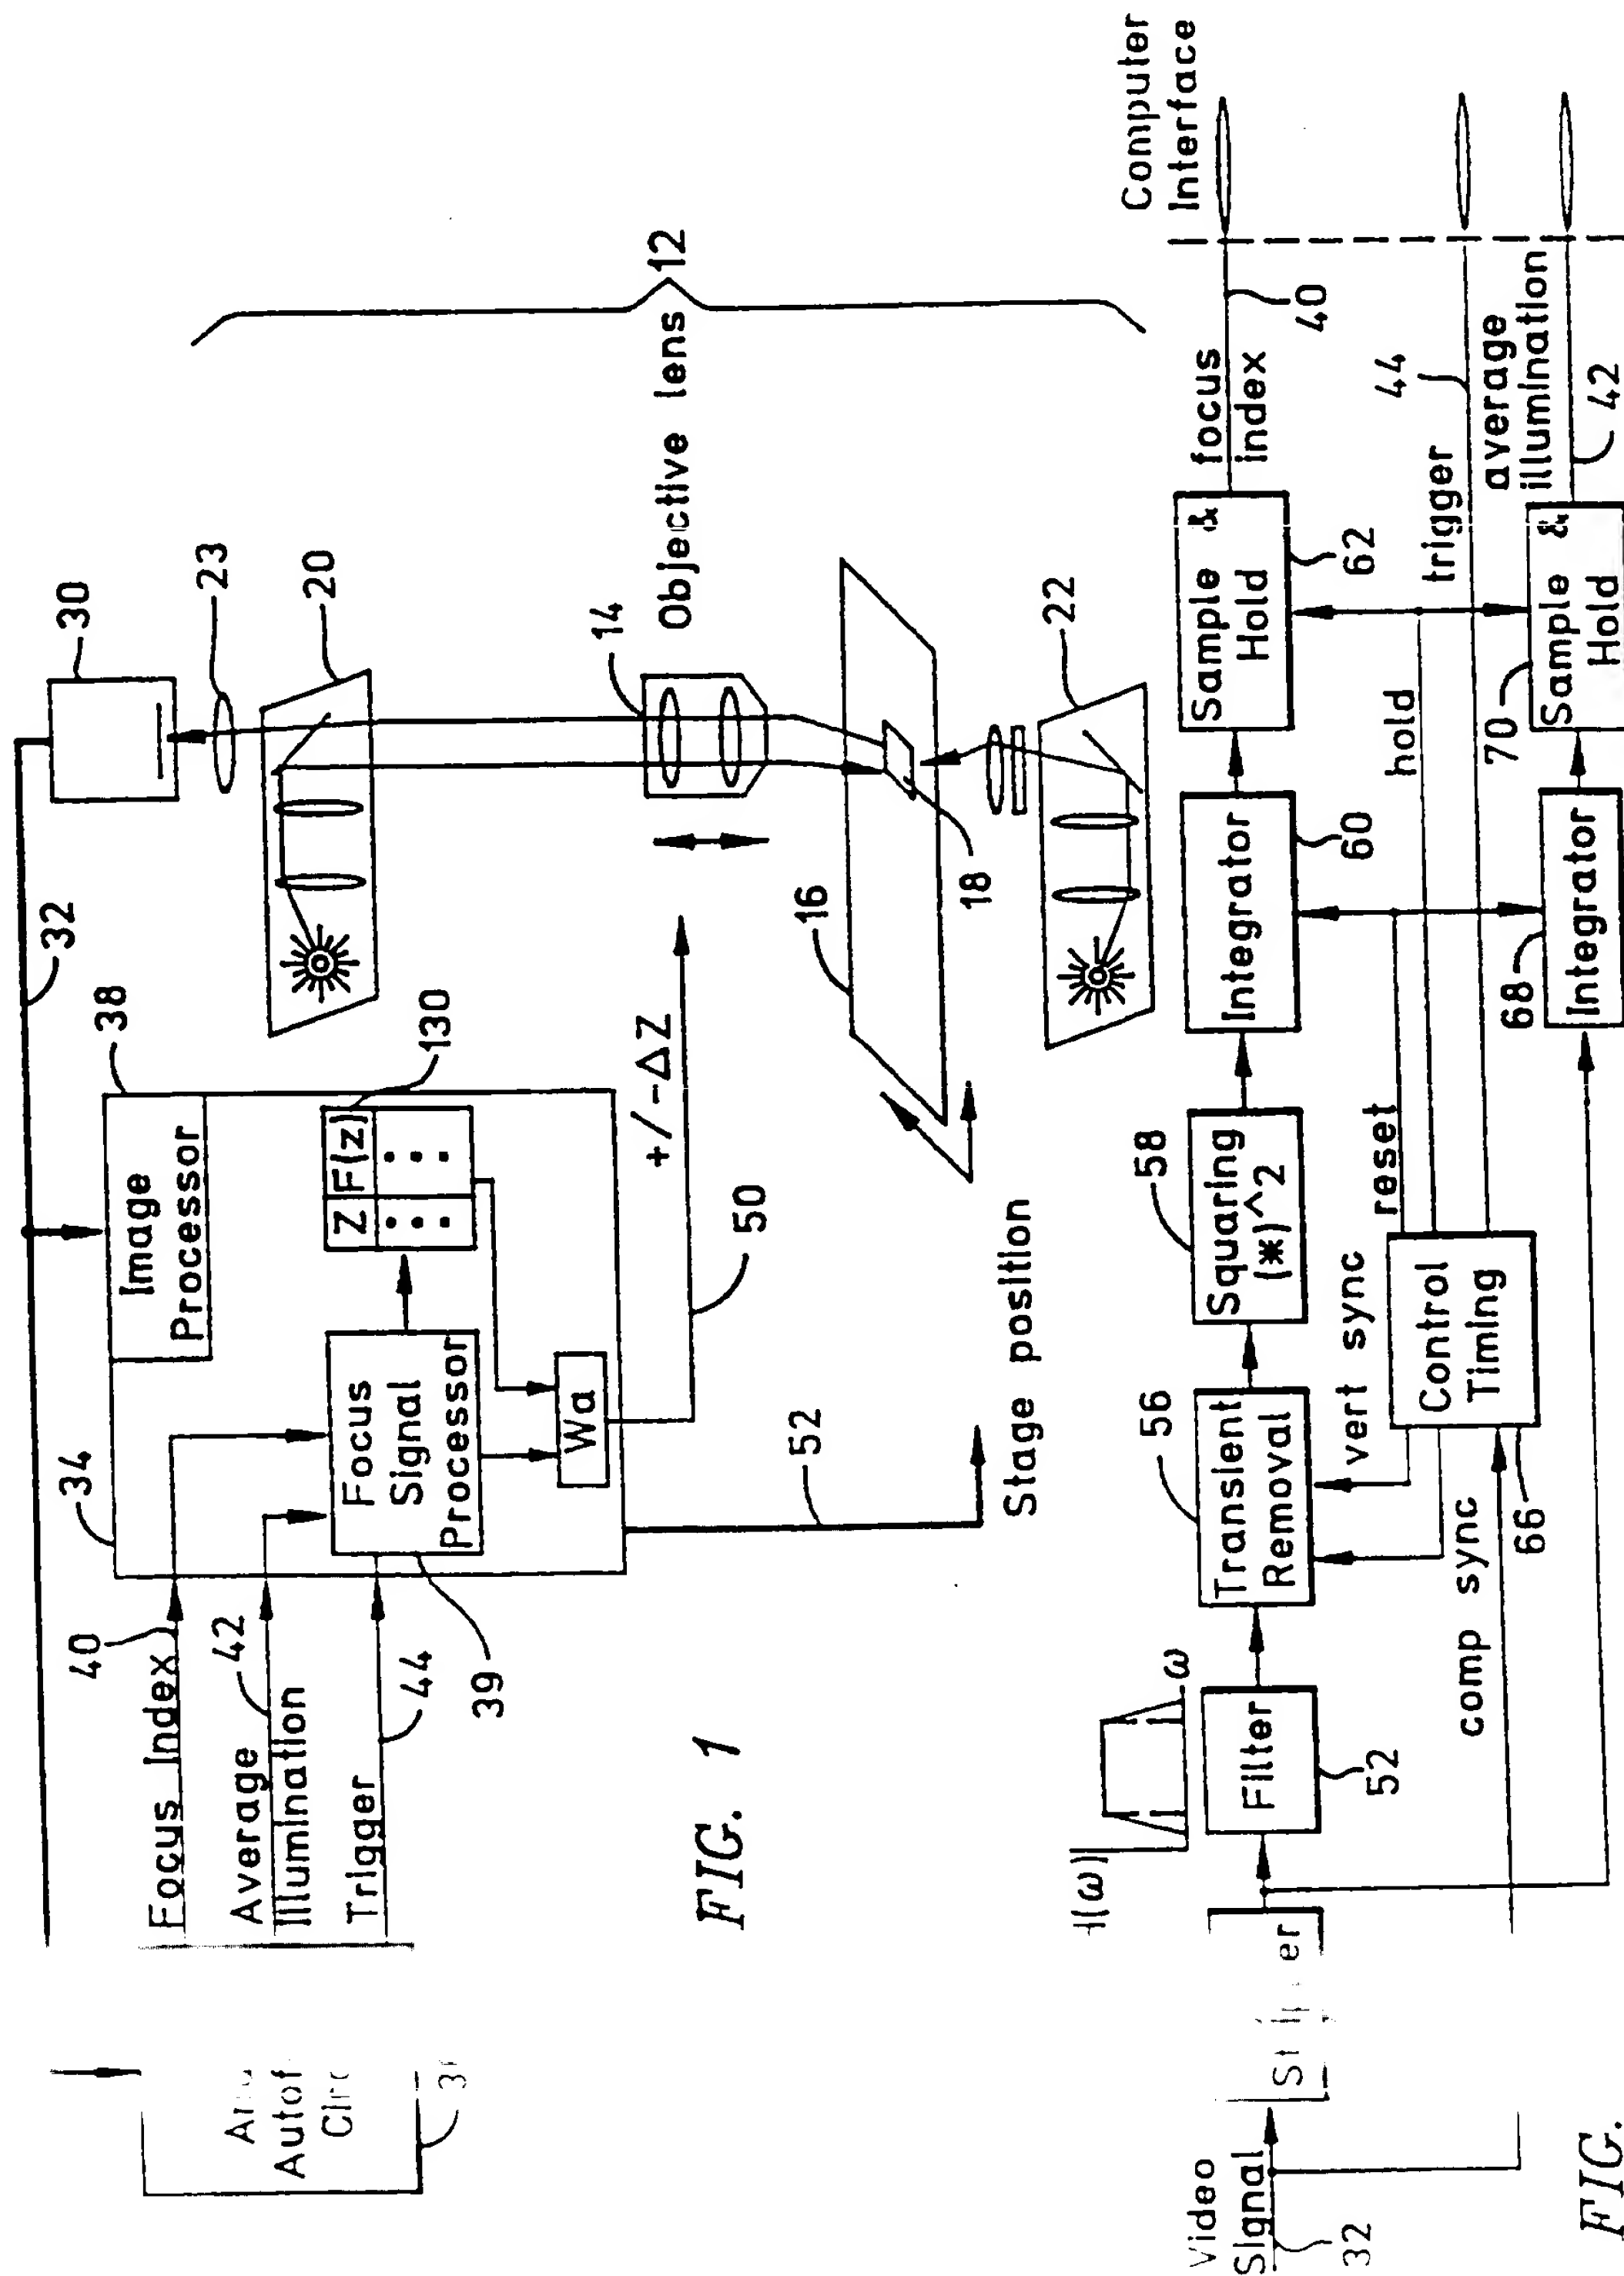 32
30
23
20
12
14
Objective lens
16
18
22
34
38
Image
Processor
130
Z F(z)
Focus
Signal
Processor
Wa
+/-ΔZ
50
52
Stage position
40
Focus Index
42
Average
Illumination
Trigger
44
39
FIG. 1
Video
Signal
32
ω
Filter
52
56
Transient
Removal
58
Squaring
(*)^2
Integrator
60
Sample &
Hold
62
focus
index
40
Computer
Interface
vert sync
reset
hold
trigger
44
Control
Timing
comp sync
66
68
Integrator
70
Sample &
Hold
average
illumination
42
FIG.